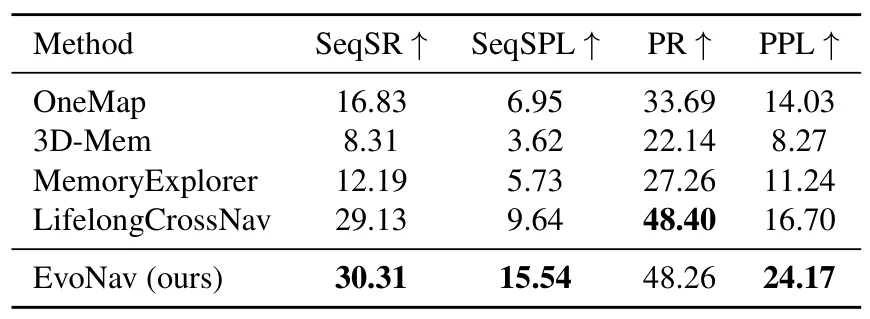 Method SeqSR ↑ SeqSPL ↑ PR ↑ PPL ↑
OneMap 16.83 6.95 33.69 14.03
3D-Mem 8.31 3.62 22.14 8.27
MemoryExplorer 12.19 5.73 27.26 11.24
LifelongCrossNav 29.13 9.64 48.40 16.70
EvoNav (ours) 30.31 15.54 48.26 24.17